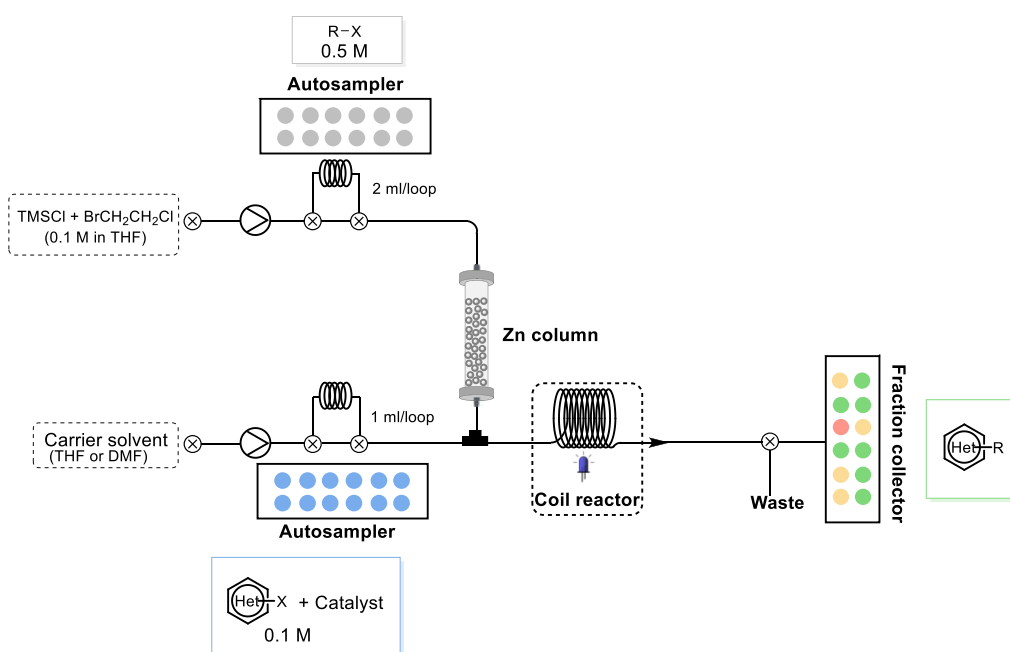 R–X
0.5 M
Autosampler
2 ml/loop
TMSCl + BrCH₂CH₂Cl
(0.1 M in THF)
Zn column
1 ml/loop
Carrier solvent
(THF or DMF)
Autosampler
Coil reactor
Waste
Fraction collector
Het R
Het X + Catalyst
0.1 M